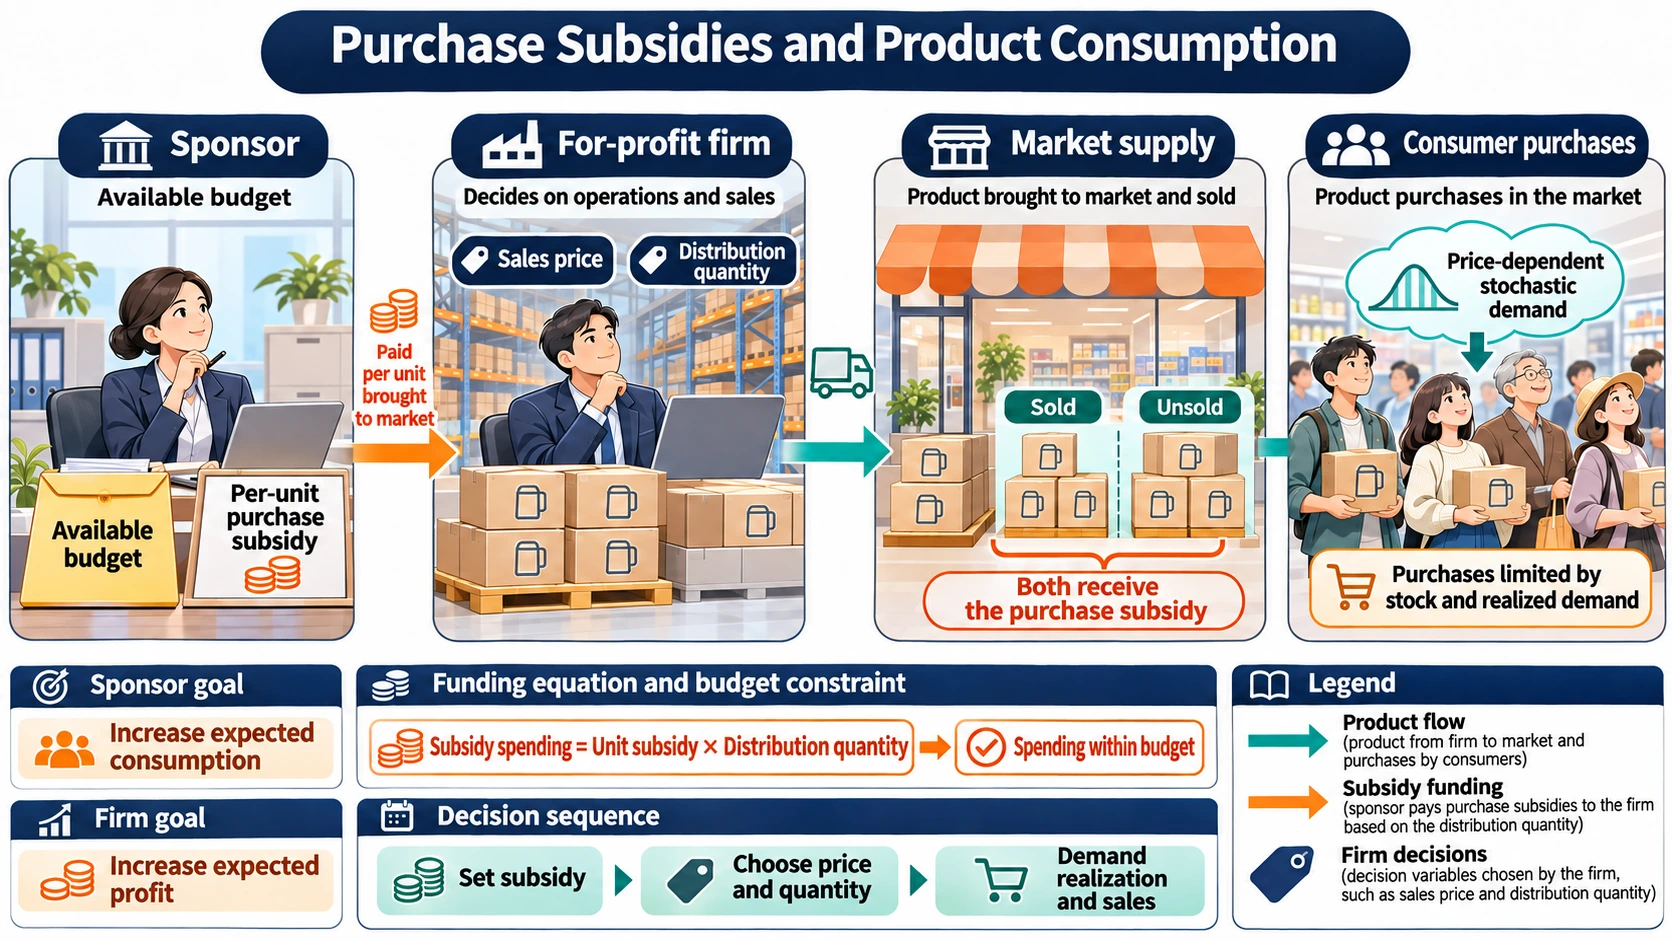 Purchase Subsidies and Product Consumption
Sponsor
Available budget
Available
budget
Per-unit
purchase
subsidy
Paid
per unit
brought
to market
For-profit firm
Decides on operations and sales
Sales price
Distribution
quantity
Market supply
Product brought to market and sold
Sold
Unsold
Both receive
the purchase subsidy
Consumer purchases
Product purchases in the market
Price-dependent
stochastic
demand
Purchases limited by
stock and realized demand
Sponsor goal
Increase expected
consumption
Firm goal
Increase expected
profit
Funding equation and budget constraint
Subsidy spending = Unit subsidy × Distribution quantity
Spending within budget
Decision sequence
Set subsidy
Choose price
and quantity
Demand
realization
and sales
Legend
Product flow
(product from firm to market and
purchases by consumers)
Subsidy funding
(sponsor pays purchase subsidies to the firm
based on the distribution quantity)
Firm decisions
(decision variables chosen by the firm,
such as sales price and distribution quantity)